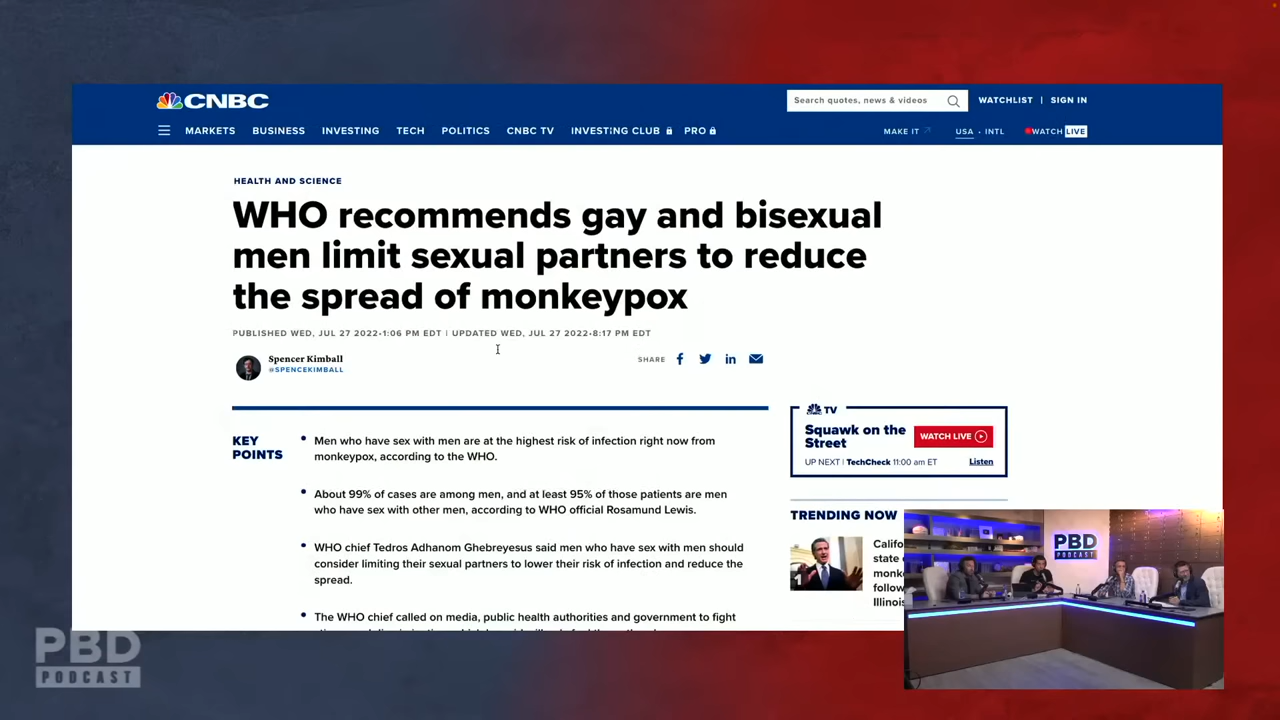 CNBC
Search quotes, news & videos
WATCHLIST | SIGN IN
MARKETS BUSINESS INVESTING TECH POLITICS CNBC TV INVESTING CLUB PRO
MAKE IT USA • INTL WATCH LIVE
HEALTH AND SCIENCE
WHO recommends gay and bisexual
men limit sexual partners to reduce
the spread of monkeypox
PUBLISHED WED, JUL 27 2022•1:06 PM EDT | UPDATED WED, JUL 27 2022•8:17 PM EDT
Spencer Kimball
@SPENCEKIMBALL
SHARE
KEY
POINTS
• Men who have sex with men are at the highest risk of infection right now from
monkeypox, according to the WHO.
• About 99% of cases are among men, and at least 95% of those patients are men
who have sex with other men, according to WHO official Rosamund Lewis.
• WHO chief Tedros Adhanom Ghebreyesus said men who have sex with men should
consider limiting their sexual partners to lower their risk of infection and reduce the
spread.
• The WHO chief called on media, public health authorities and government to fight
TV
Squawk on the
Street
WATCH LIVE
UP NEXT | TechCheck 11:00 am ET
Listen
TRENDING NOW
1
Califo
state
monk
follow
Illinois
PBD
PODCAST
PBD
PODCAST